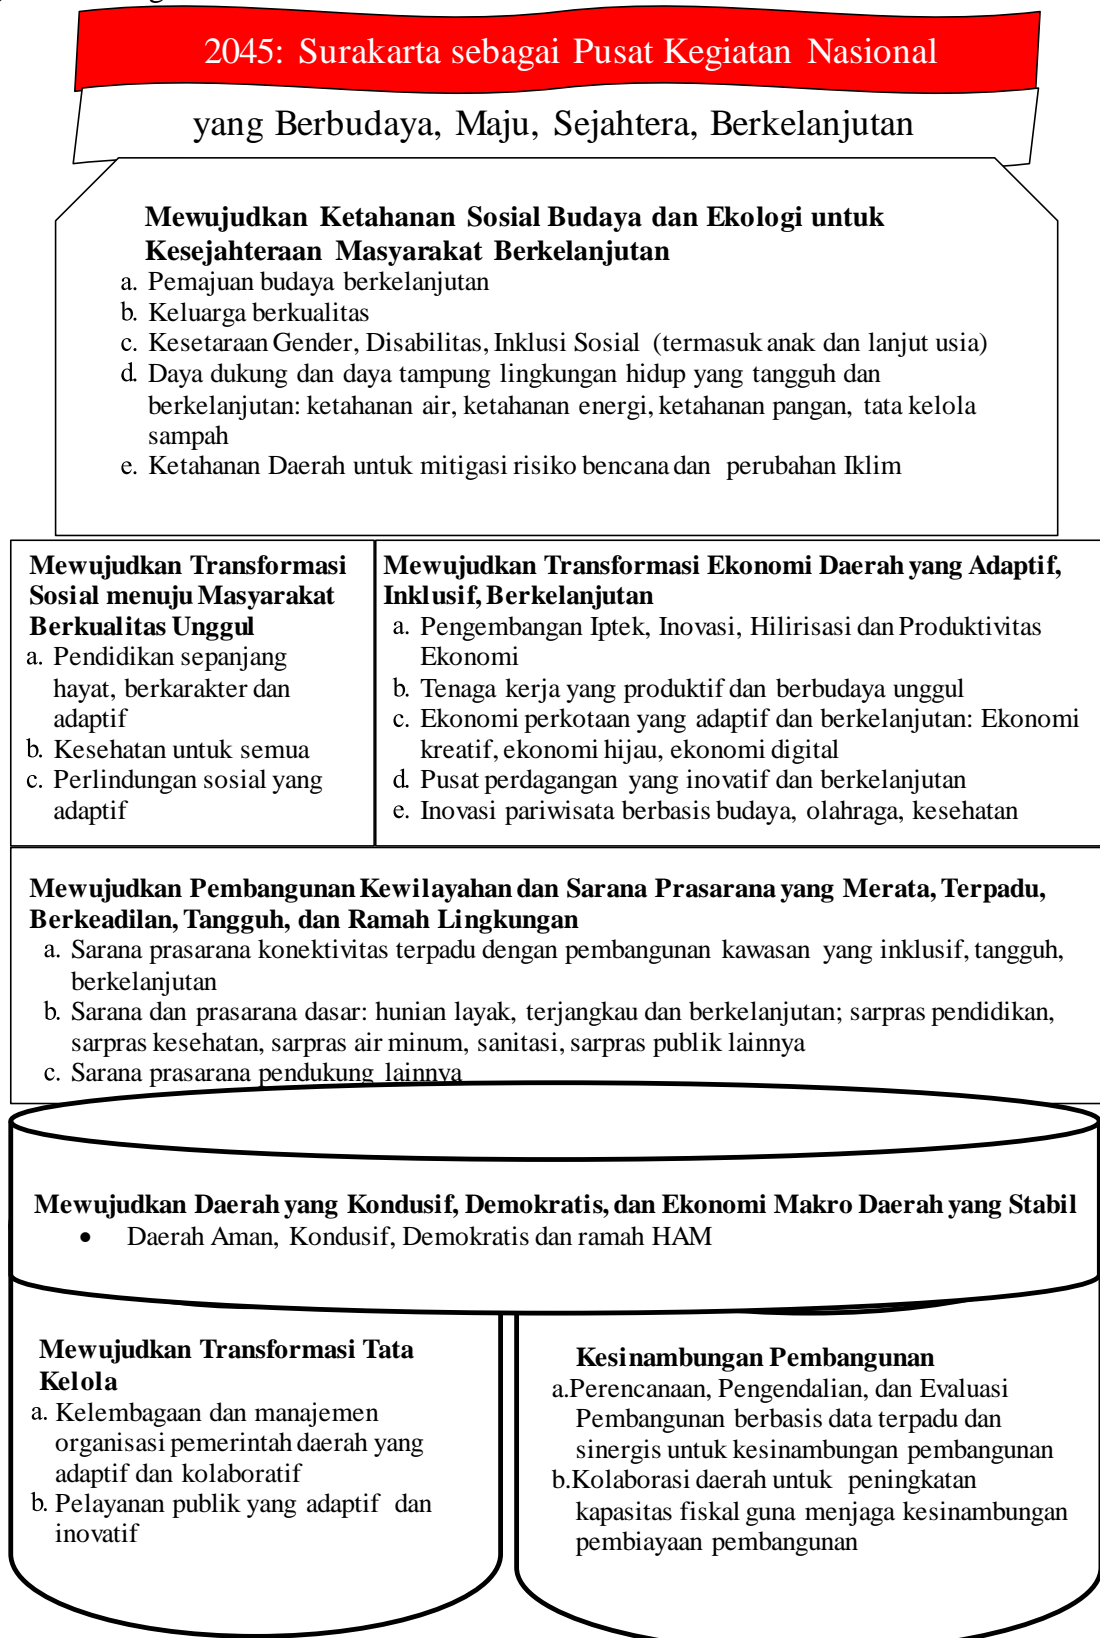 2045: Surakarta sebagai Pusat Kegiatan Nasional
yang Berbudaya, Maju, Sejahtera, Berkelanjutan
Mewujudkan Ketahanan Sosial Budaya dan Ekologi untuk
Kesejahteraan Masyarakat Berkelanjutan
a. Pemajuan budaya berkelanjutan
b. Keluarga berkualitas
c. Kesetaraan Gender, Disabilitas, Inklusi Sosial (termasuk anak dan lanjut usia)
d. Daya dukung dan daya tampung lingkungan hidup yang tangguh dan
berkelanjutan: ketahanan air, ketahanan energi, ketahanan pangan, tata kelola
sampah
e. Ketahanan Daerah untuk mitigasi risiko bencana dan perubahan Iklim
Mewujudkan Transformasi
Sosial menuju Masyarakat
Berkualitas Unggul
a. Pendidikan sepanjang
hayat, berkarakter dan
adaptif
b. Kesehatan untuk semua
c. Perlindungan sosial yang
adaptif
Mewujudkan Transformasi Ekonomi Daerah yang Adaptif,
Inklusif, Berkelanjutan
a. Pengembangan Iptek, Inovasi, Hilirisasi dan Produktivitas
Ekonomi
b. Tenaga kerja yang produktif dan berbudaya unggul
c. Ekonomi perkotaan yang adaptif dan berkelanjutan: Ekonomi
kreatif, ekonomi hijau, ekonomi digital
d. Pusat perdagangan yang inovatif dan berkelanjutan
e. Inovasi pariwisata berbasis budaya, olahraga, kesehatan
Mewujudkan Pembangunan Kewilayahan dan Sarana Prasarana yang Merata, Terpadu,
Berkeadilan, Tangguh, dan Ramah Lingkungan
a. Sarana prasarana konektivitas terpadu dengan pembangunan kawasan yang inklusif, tangguh,
berkelanjutan
b. Sarana dan prasarana dasar: hunian layak, terjangkau dan berkelanjutan; sarpras pendidikan,
sarpras kesehatan, sarpras air minum, sanitasi, sarpras publik lainnya
c. Sarana prasarana pendukung lainnya
Mewujudkan Daerah yang Kondusif, Demokratis, dan Ekonomi Makro Daerah yang Stabil
• Daerah Aman, Kondusif, Demokratis dan ramah HAM
Mewujudkan Transformasi Tata
Kelola
a. Kelembagaan dan manajemen
organisasi pemerintah daerah yang
adaptif dan kolaboratif
b. Pelayanan publik yang adaptif dan
inovatif
Kesinambungan Pembangunan
a.Perencanaan, Pengendalian, dan Evaluasi
Pembangunan berbasis data terpadu dan
sinergis untuk kesinambungan pembangunan
b.Kolaborasi daerah untuk peningkatan
kapasitas fiskal guna menjaga kesinambungan
pembiayaan pembangunan